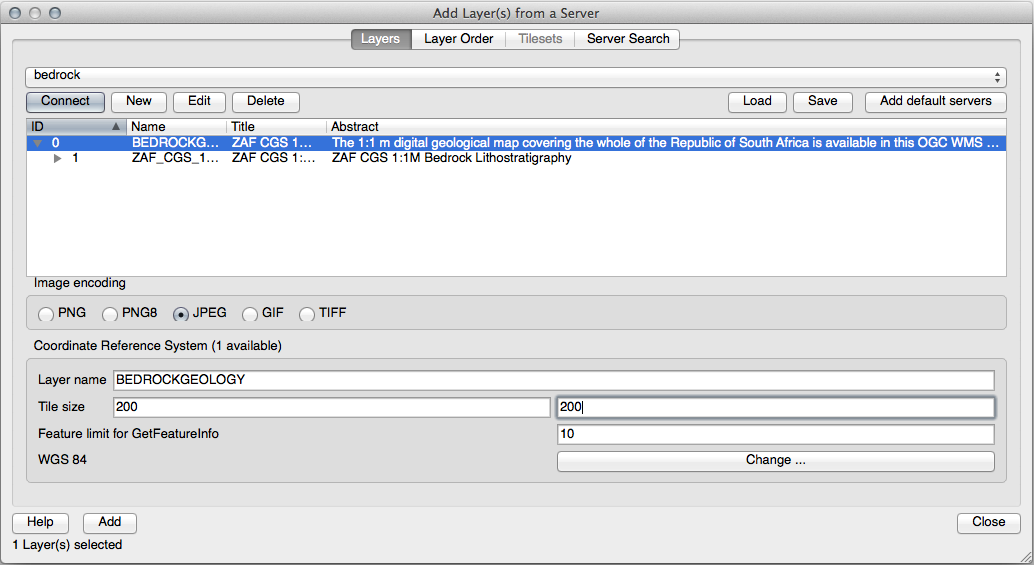 Add Layer(s) from a Server
Layers Layer Order Tilesets Server Search
bedrock
Connect New Edit Delete Load Save Add default servers
ID Name Title Abstract
0 BEDROCKG... ZAF CGS 1... The 1:1 m digital geological map covering the whole of the Republic of South Africa is available in this OGC WMS ...
1 ZAF_CGS_1... ZAF CGS 1:... ZAF CGS 1:1M Bedrock Lithostratigraphy
Image encoding
PNG PNG8 JPEG GIF TIFF
Coordinate Reference System (1 available)
Layer name BEDROCKGEOLOGY
Tile size 200 200
Feature limit for GetFeatureInfo 10
WGS 84 Change ...
Help Add Close
1 Layer(s) selected